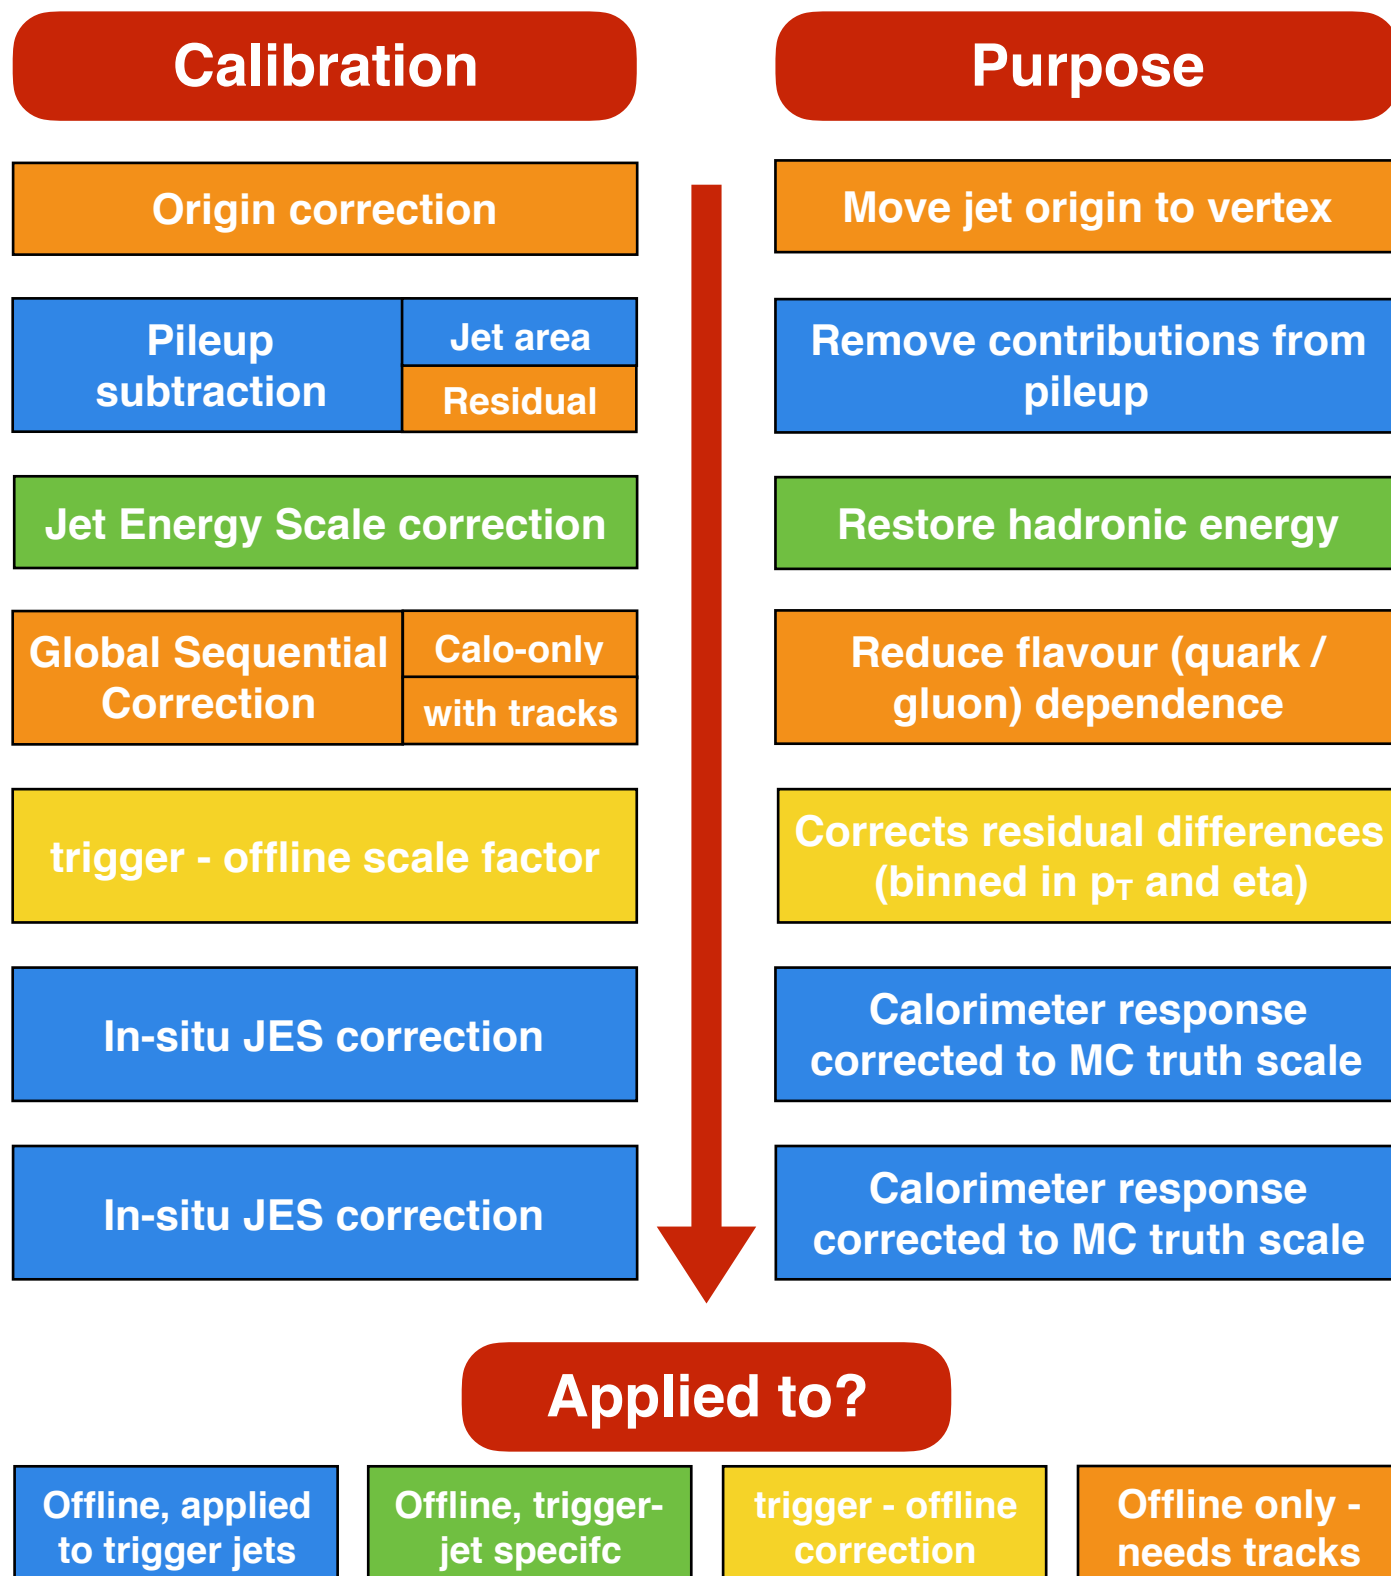 Calibration
Purpose
Origin correction
Move jet origin to vertex
Pileup
subtraction
Jet area
Residual
Remove contributions from
pileup
Jet Energy Scale correction
Restore hadronic energy
Global Sequential
Correction
Calo-only
with tracks
Reduce flavour (quark /
gluon) dependence
trigger - offline scale factor
Corrects residual differences
(binned in pT and eta)
In-situ JES correction
Calorimeter response
corrected to MC truth scale
In-situ JES correction
Calorimeter response
corrected to MC truth scale
Applied to?
Offline, applied
to trigger jets
Offline, trigger-
jet specifc
trigger - offline
correction
Offline only -
needs tracks